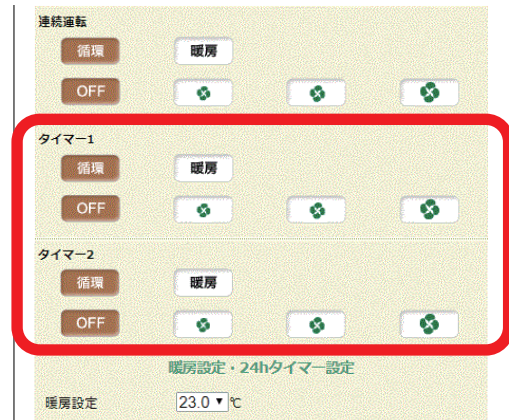 連続運転
循環 暖房
OFF
タイマー1
循環 暖房
OFF
タイマー2
循環 暖房
OFF
暖房設定・24hタイマー設定
暖房設定 23.0 ℃